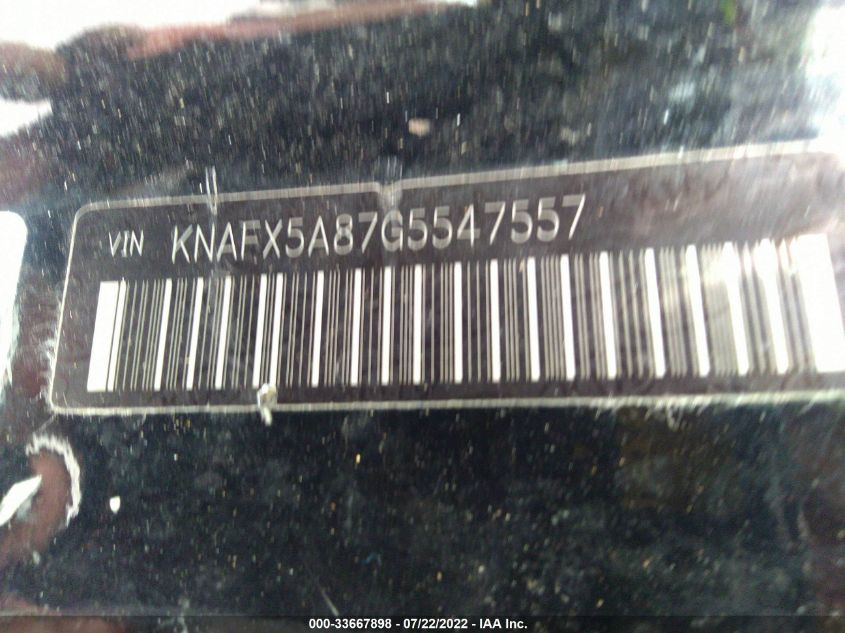 VIN KNAFX5A87G5547557
000-33667898 - 07/22/2022 - IAA Inc.